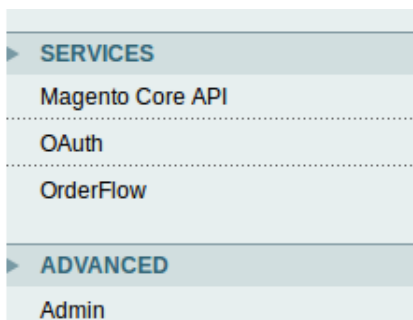 SERVICES
Magento Core API
OAuth
OrderFlow
ADVANCED
Admin